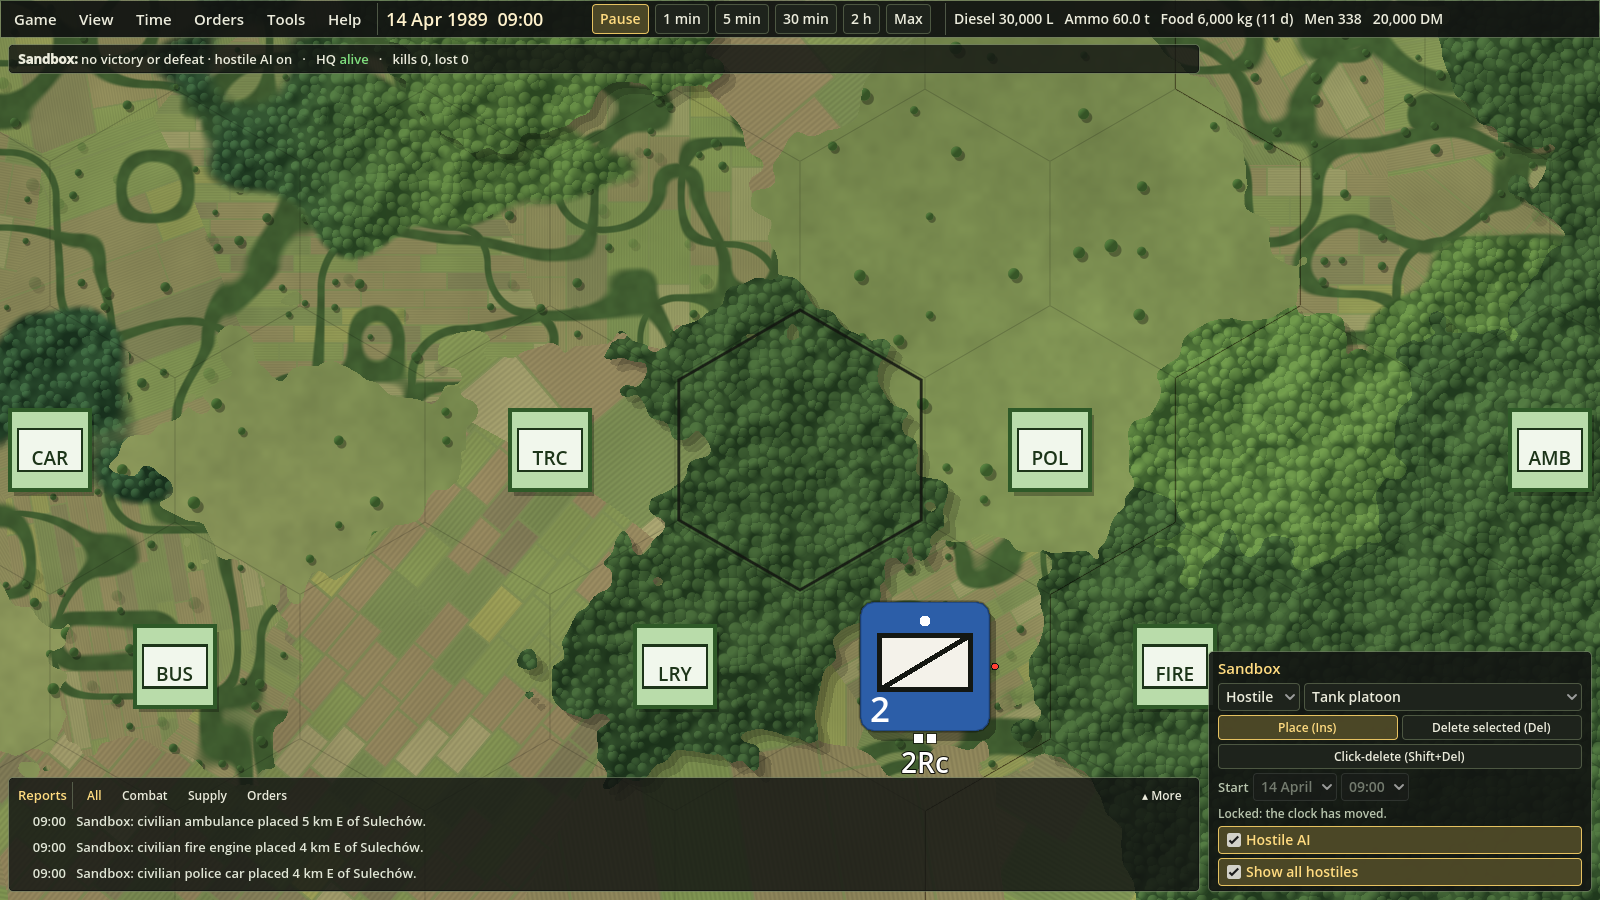 Game View Time Orders Tools Help 14 Apr 1989 09:00 Pause 1 min 5 min 30 min 2 h Max Diesel 30,000 L Ammo 60.0 t Food 6,000 kg (11 d) Men 338 20,000 DM
Sandbox: no victory or defeat · hostile AI on · HQ alive · kills 0, lost 0
CAR TRC POL AMB
BUS LRY FIRE
2
2Rc
Sandbox
Hostile Tank platoon
Place (Ins) Delete selected (Del)
Click-delete (Shift+Del)
Start 14 April 09:00
Locked: the clock has moved.
Hostile AI
Show all hostiles
Reports All Combat Supply Orders ▴ More
09:00 Sandbox: civilian ambulance placed 5 km E of Sulechów.
09:00 Sandbox: civilian fire engine placed 4 km E of Sulechów.
09:00 Sandbox: civilian police car placed 4 km E of Sulechów.